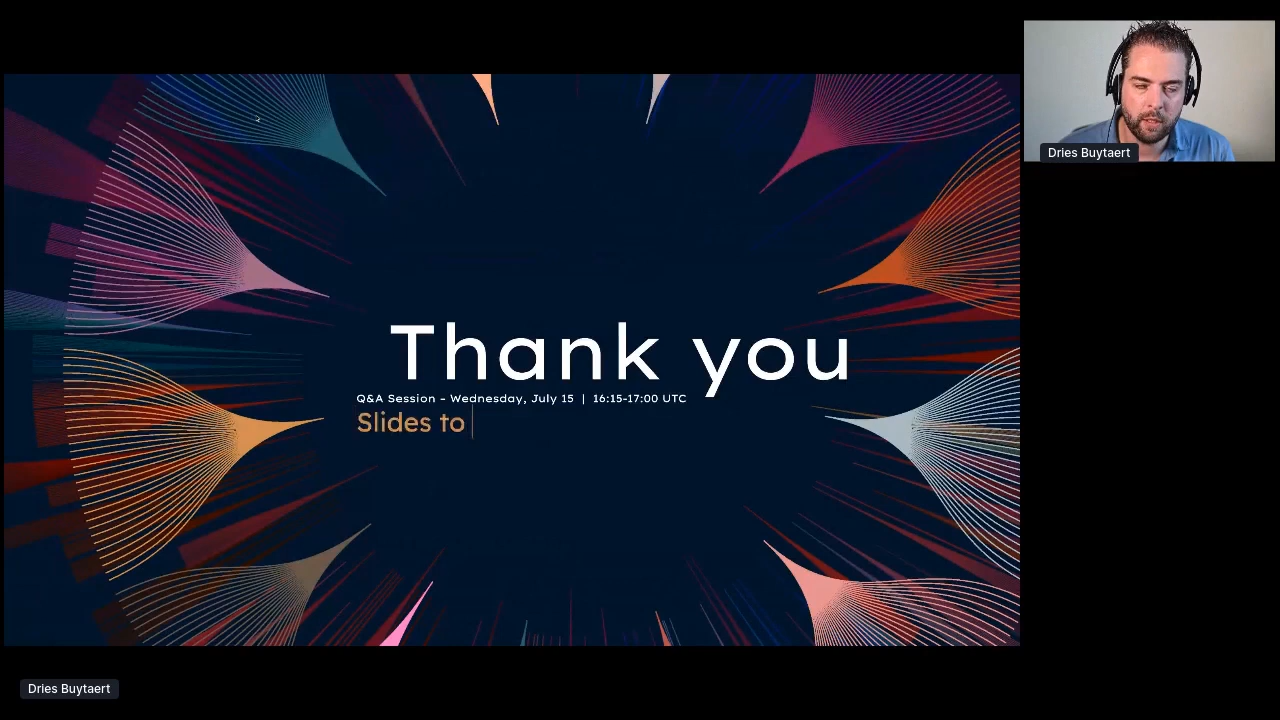 Dries Buytaert
Thank you
Q&A Session – Wednesday, July 15 | 16:15-17:00 UTC
Slides to
Dries Buytaert